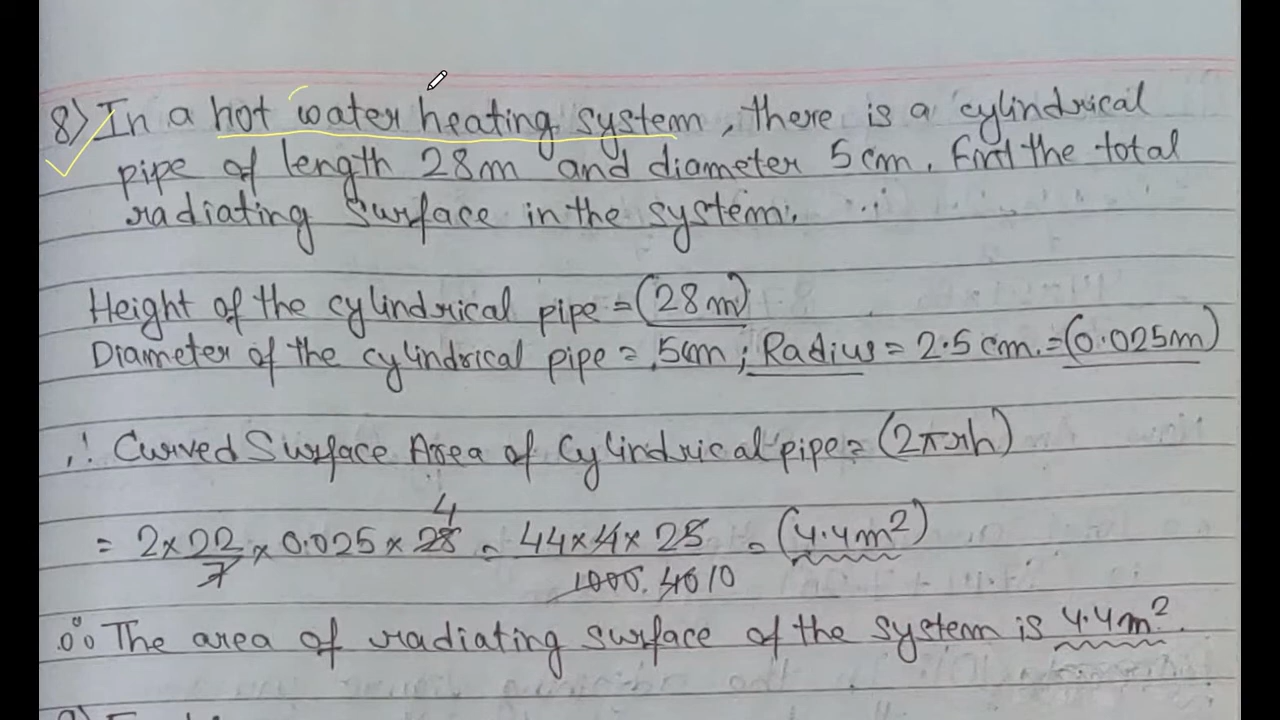 8) In a hot water heating system, there is a cylindrical
pipe of length 28m and diameter 5cm. Find the total
radiating surface in the system.
Height of the cylindrical pipe = (28m)
Diameter of the cylindrical pipe = 5cm; Radius = 2.5cm. = (0.025m)
∴ Curved Surface Area of Cylindrical pipe = (2πrh)
4
= 2 × 22/7 × 0.025 × 28 = 44 × 4 × 25 / 1000 40 10 = (4.4m²)
∴ The area of radiating surface of the system is 4.4m².